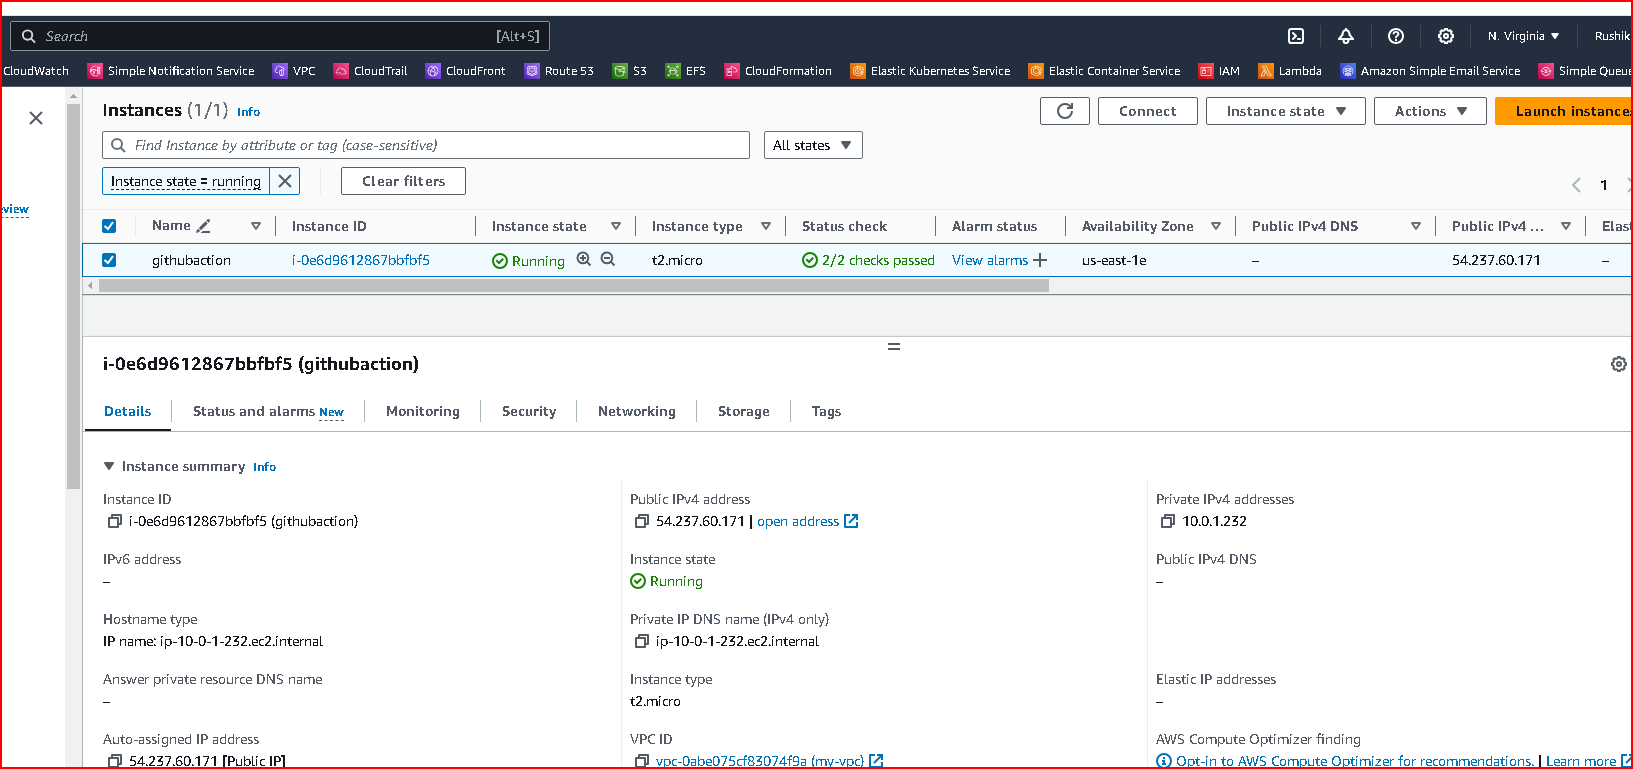 Search [Alt+S] N. Virginia Rushik
CloudWatch Simple Notification Service VPC CloudTrail CloudFront Route 53 S3 EFS CloudFormation Elastic Kubernetes Service Elastic Container Service IAM Lambda Amazon Simple Email Service Simple Queue
Instances (1/1) Info Connect Instance state Actions Launch instances
Find Instance by attribute or tag (case-sensitive) All states
Instance state = running Clear filters
1
eview
Name Instance ID Instance state Instance type Status check Alarm status Availability Zone Public IPv4 DNS Public IPv4 ... Elast
githubaction i-0e6d9612867bbfbf5 Running t2.micro 2/2 checks passed View alarms + us-east-1e – 54.237.60.171 –
i-0e6d9612867bbfbf5 (githubaction)
Details Status and alarms New Monitoring Security Networking Storage Tags
Instance summary Info
Instance ID Public IPv4 address Private IPv4 addresses
i-0e6d9612867bbfbf5 (githubaction) 54.237.60.171 | open address 10.0.1.232
IPv6 address Instance state Public IPv4 DNS
– Running –
Hostname type Private IP DNS name (IPv4 only)
IP name: ip-10-0-1-232.ec2.internal ip-10-0-1-232.ec2.internal
Answer private resource DNS name Instance type Elastic IP addresses
– t2.micro –
Auto-assigned IP address VPC ID AWS Compute Optimizer finding
54.237.60.171 [Public IP] vpc-0abe075cf83074f9a (my-vpc) Opt-in to AWS Compute Optimizer for recommendations. | Learn more